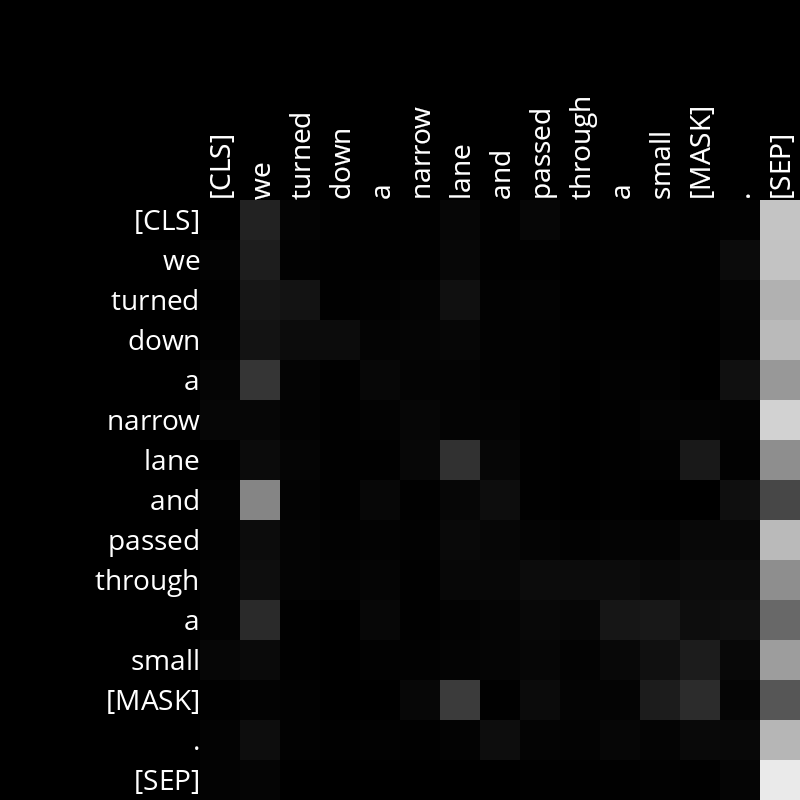 [CLS] we turned down a narrow lane and passed through a small [MASK] . [SEP]
[CLS]
we
turned
down
a
narrow
lane
and
passed
through
a
small
[MASK]
.
[SEP]